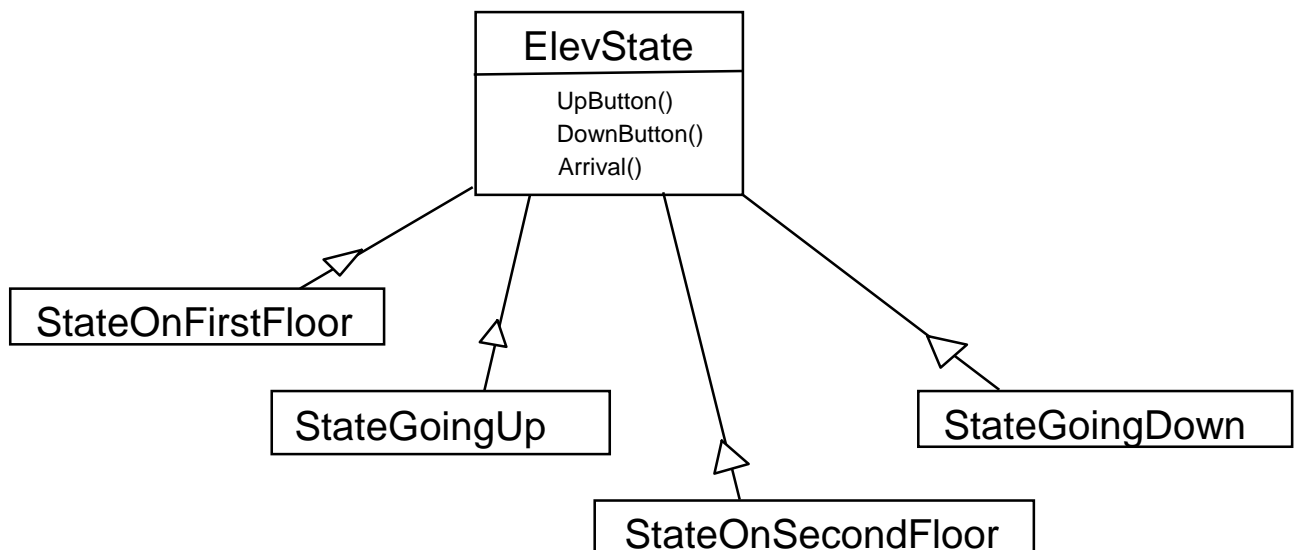 ElevState
UpButton()
DownButton()
Arrival()
StateOnFirstFloor
StateGoingUp
StateGoingDown
StateOnSecondFloor